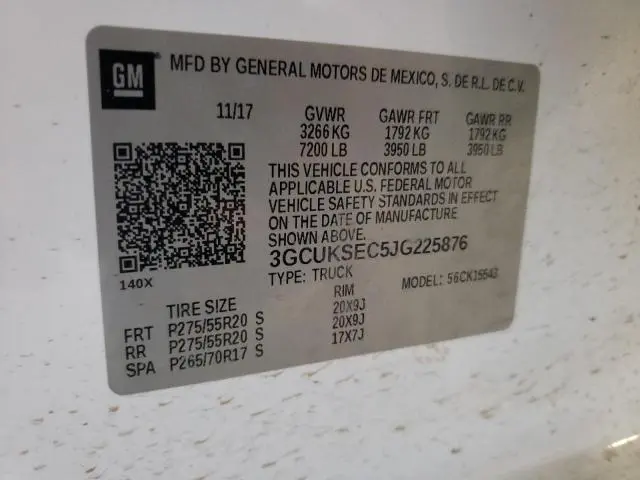 GM
MFD BY GENERAL MOTORS DE MEXICO, S. DE R.L. DE C.V.
11/17 GVWR GAWR FRT GAWR RR
3266 KG 1792 KG 1792 KG
7200 LB 3950 LB 3950 LB
THIS VEHICLE CONFORMS TO ALL
APPLICABLE U.S. FEDERAL MOTOR
VEHICLE SAFETY STANDARDS IN EFFECT
ON THE DATE OF MANUFACTURE
SHOWN ABOVE.
3GCUKSEC5JG225876
TYPE: TRUCK MODEL: 56CK15543
140X
TIRE SIZE RIM
FRT P275/55R20 S 20X9J
RR P275/55R20 S 20X9J
SPA P265/70R17 S 17X7J